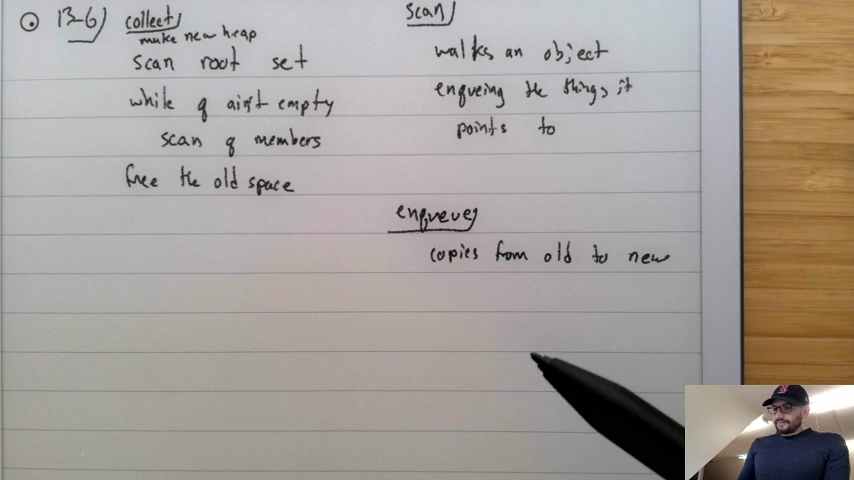 13-6) collect
make new heap
scan root set
while q ain't empty
scan q members
free the old space
scan
walks an object
enqueing the things it
points to
enqueue
copies from old to new